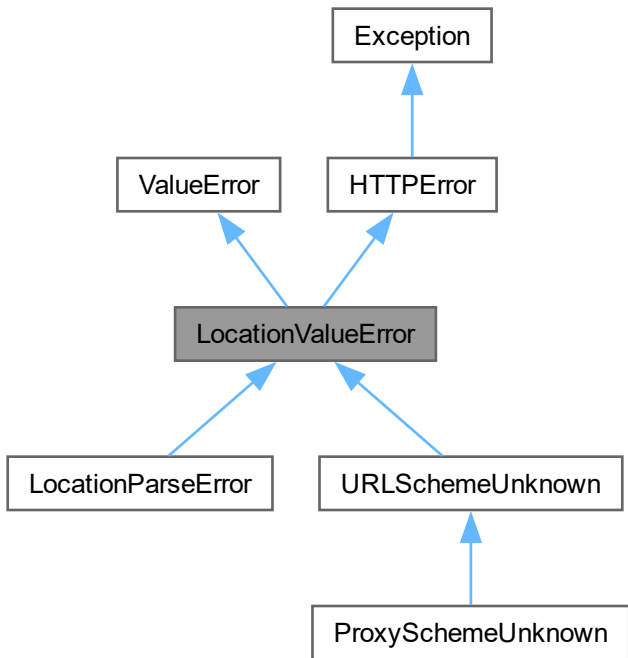 Exception
ValueError
HTTPError
LocationValueError
LocationParseError
URLSchemeUnknown
ProxySchemeUnknown